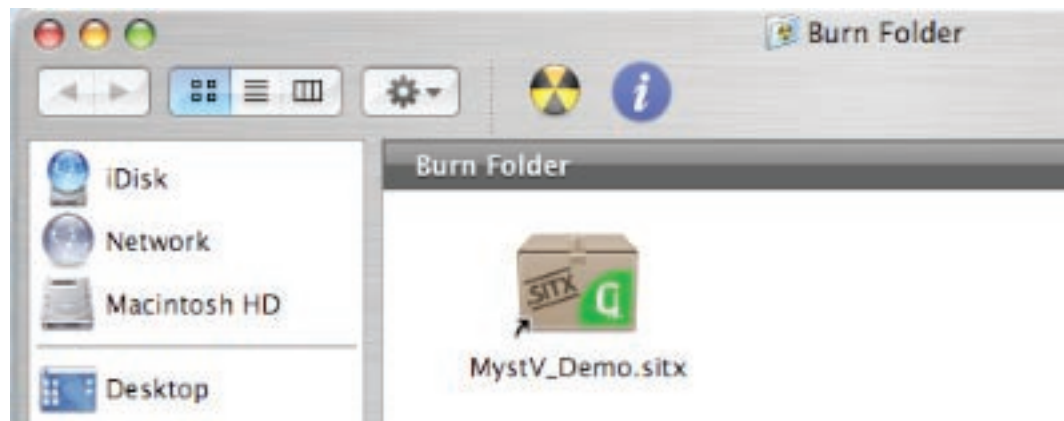 Burn Folder
Burn Folder
iDisk
Network
Macintosh HD
Desktop
SITX
MystV_Demo.sitx